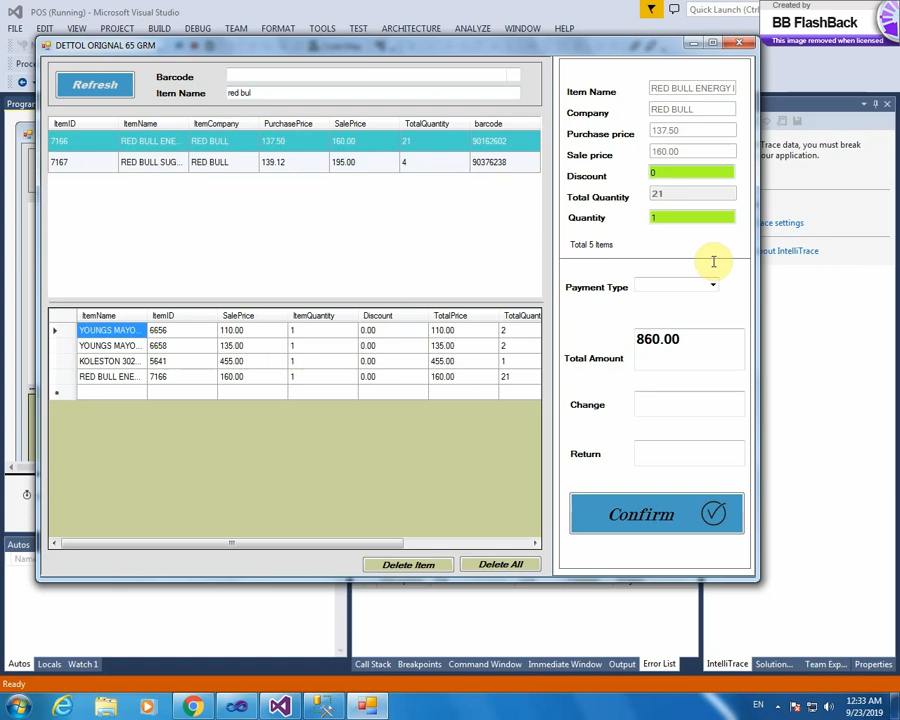 POS (Running) - Microsoft Visual Studio
Quick Launch (Ctrl
Created by
BB FlashBack
This image removed when licensed
FILE EDIT VIEW PROJECT BUILD DEBUG TEAM FORMAT TOOLS TEST ARCHITECTURE ANALYZE WINDOW HELP
DETTOL ORIGNAL 65 GRM
Refresh
Barcode
Item Name red bul
ItemID ItemName ItemCompany PurchasePrice SalePrice TotalQuantity barcode
7166 RED BULL ENE... RED BULL 137.50 160.00 21 90162602
7167 RED BULL SUG... RED BULL 139.12 195.00 4 90376238
Item Name RED BULL ENERGY
Company RED BULL
Purchase price 137.50
Sale price 160.00
Discount 0
Total Quantity 21
Quantity 1
Total 5 Items
Payment Type
Total Amount 860.00
Change
Return
Confirm
ItemName ItemID SalePrice ItemQuantity Discount TotalPrice TotalQuant
YOUNGS MAYO... 6656 110.00 1 0.00 110.00 2
YOUNGS MAYO... 6658 135.00 1 0.00 135.00 2
KOLESTON 302... 5641 455.00 1 0.00 455.00 1
RED BULL ENE... 7166 160.00 1 0.00 160.00 21
Delete Item Delete All
Proce
Program
Trace data, you must break
your application.
ace settings
out IntelliTrace
Autos
Name
Autos Locals Watch 1
Call Stack Breakpoints Command Window Immediate Window Output Error List
IntelliTrace Solution... Team Exp... Properties
Ready
EN
12:33 AM
9/23/2019